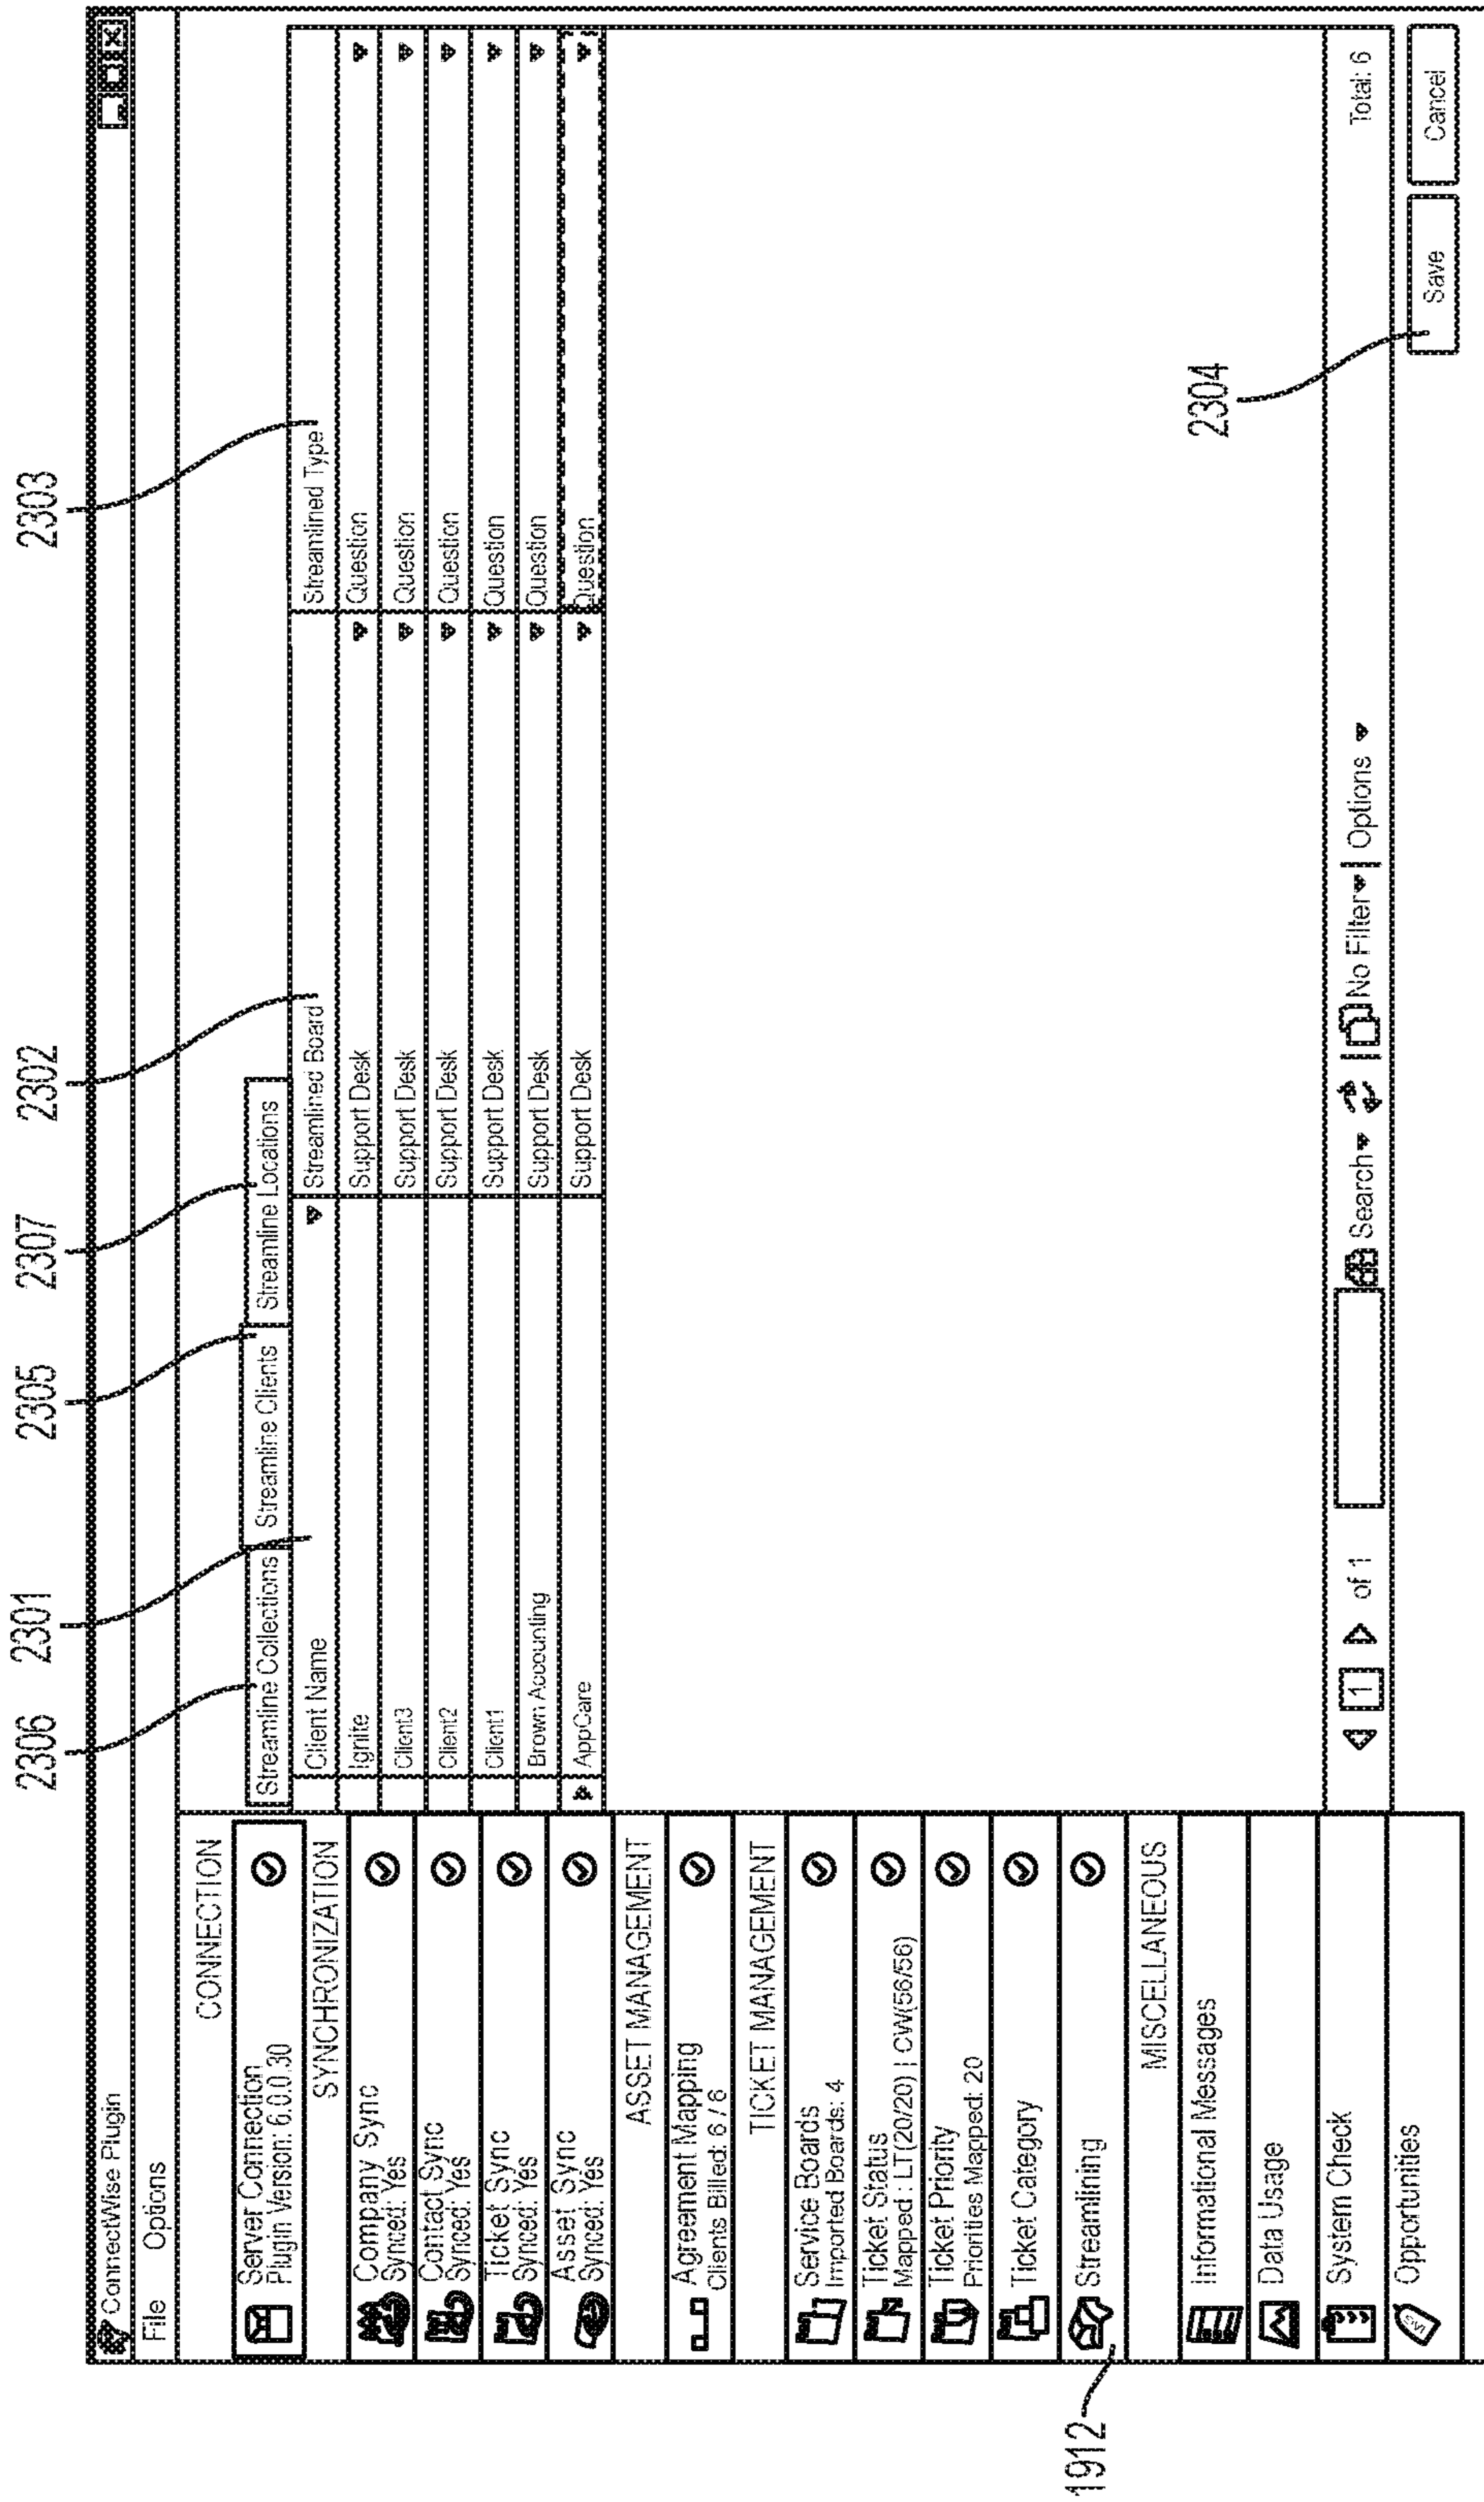 2306
2301
2305
2307
2302
2303
ConnectWise Plugin
File Options
CONNECTION
Server Connection
Plugin Version: 6.0.0.30
SYNCHRONIZATION
Company Sync
Synced: Yes
Contact Sync
Synced: Yes
Ticket Sync
Synced: Yes
Asset Sync
Synced: Yes
ASSET MANAGEMENT
Agreement Mapping
Clients Billed: 6 / 6
TICKET MANAGEMENT
Service Boards
Imported Boards: 4
Ticket Status
Mapped : LT(20/20) | CW(56/56)
Ticket Priority
Priorities Mapped: 20
Ticket Category
Streamlining
1912
MISCELLANEOUS
Informational Messages
Data Usage
System Check
Opportunities
Streamline Collections Streamline Clients Streamline Locations
Client Name Streamlined Board Streamlined Type
Ignite Support Desk Question
Client3 Support Desk Question
Client2 Support Desk Question
Client1 Support Desk Question
Brown Accounting Support Desk Question
AppCare Support Desk Question
2304
1 of 1 Search No Filter | Options Total: 6
Save Cancel